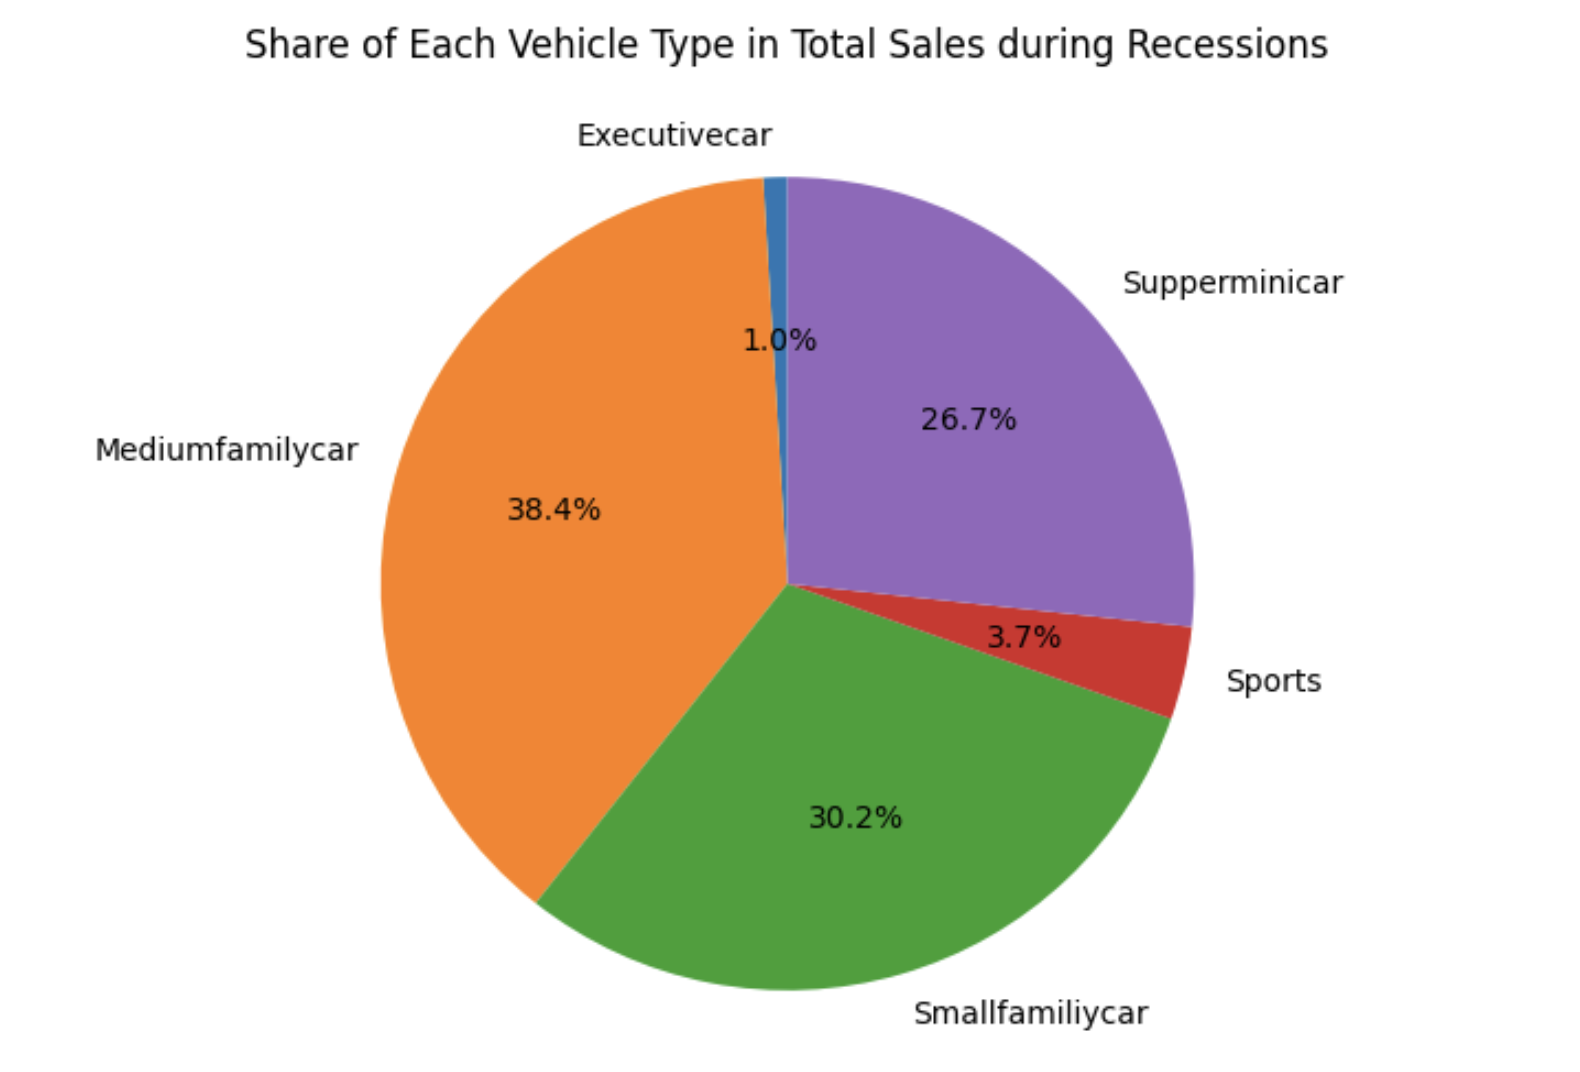 Share of Each Vehicle Type in Total Sales during Recessions
Executivecar
Supperminicar
1.0%
26.7%
Mediumfamilycar
38.4%
3.7%
Sports
30.2%
Smallfamiliycar